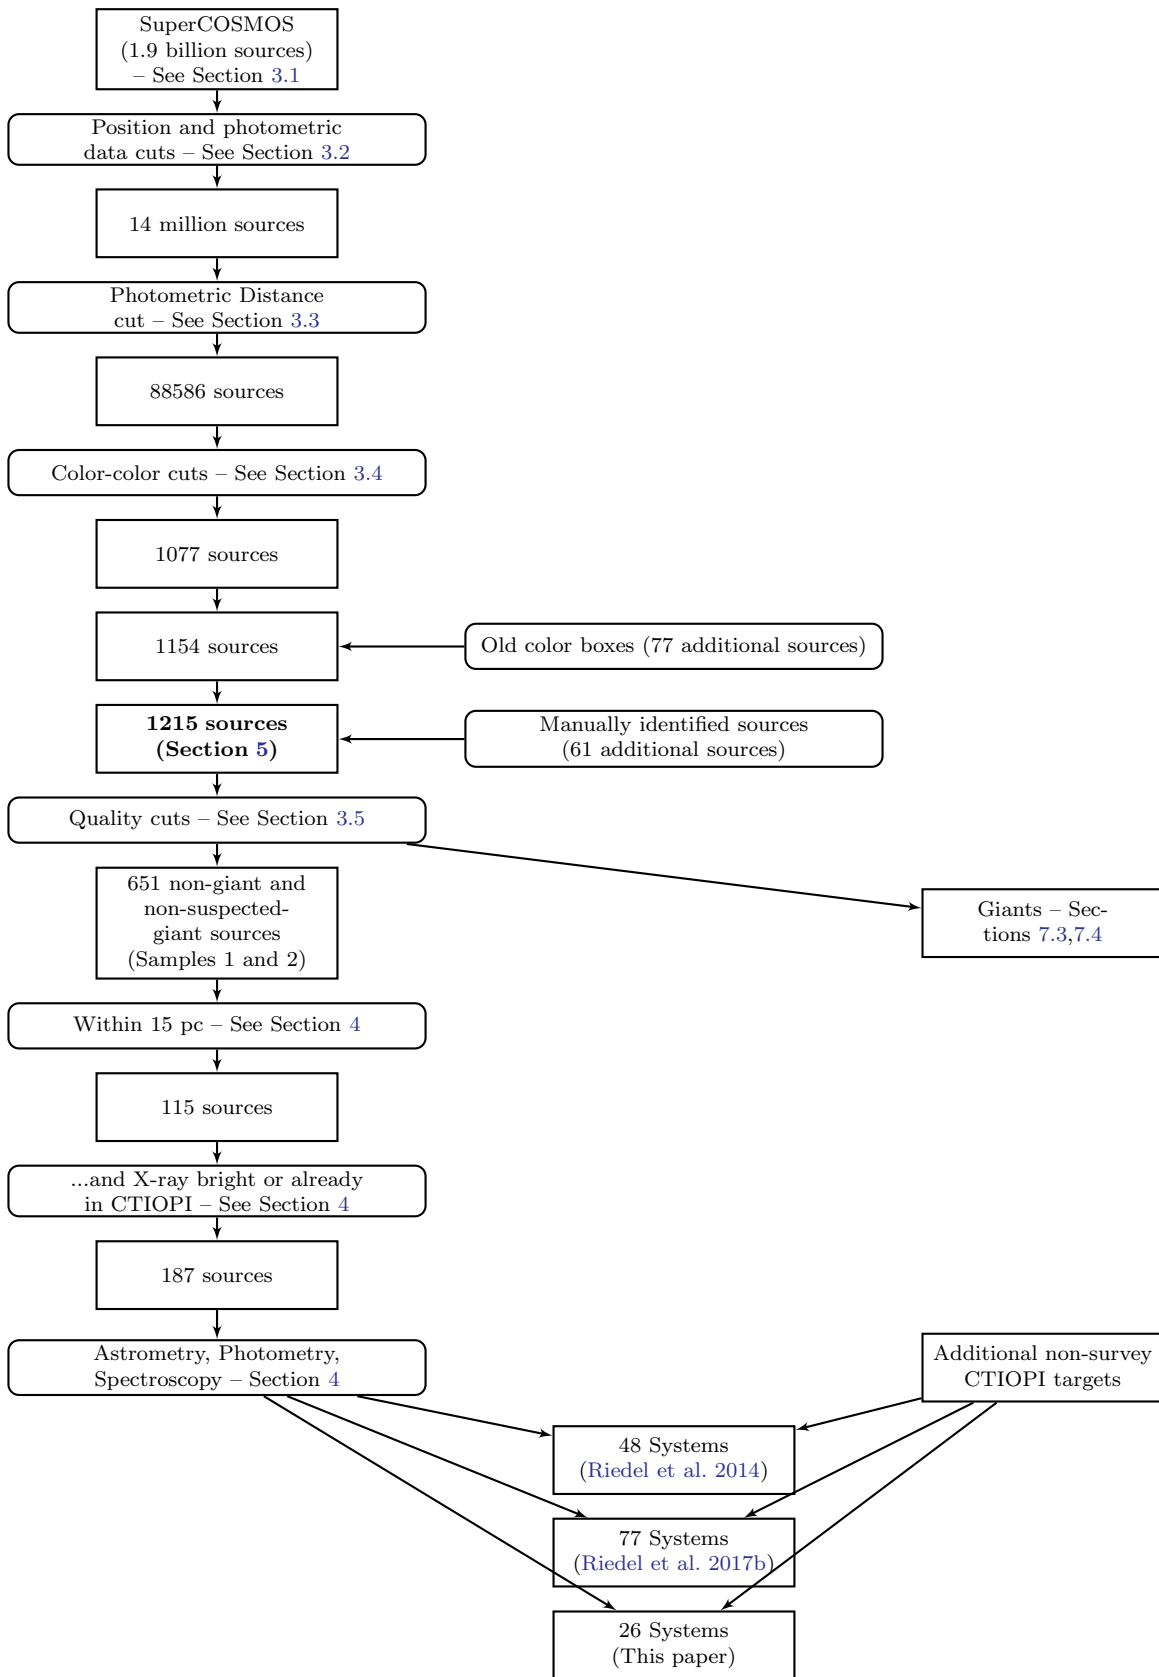 SuperCOSMOS
(1.9 billion sources)
– See Section 3.1
Position and photometric
data cuts – See Section 3.2
14 million sources
Photometric Distance
cut – See Section 3.3
88586 sources
Color-color cuts – See Section 3.4
1077 sources
1154 sources
Old color boxes (77 additional sources)
1215 sources
(Section 5)
Manually identified sources
(61 additional sources)
Quality cuts – See Section 3.5
651 non-giant and
non-suspected-
giant sources
(Samples 1 and 2)
Giants – Sec-
tions 7.3,7.4
Within 15 pc – See Section 4
115 sources
...and X-ray bright or already
in CTIOPI – See Section 4
187 sources
Astrometry, Photometry,
Spectroscopy – Section 4
Additional non-survey
CTIOPI targets
48 Systems
(Riedel et al. 2014)
77 Systems
(Riedel et al. 2017b)
26 Systems
(This paper)